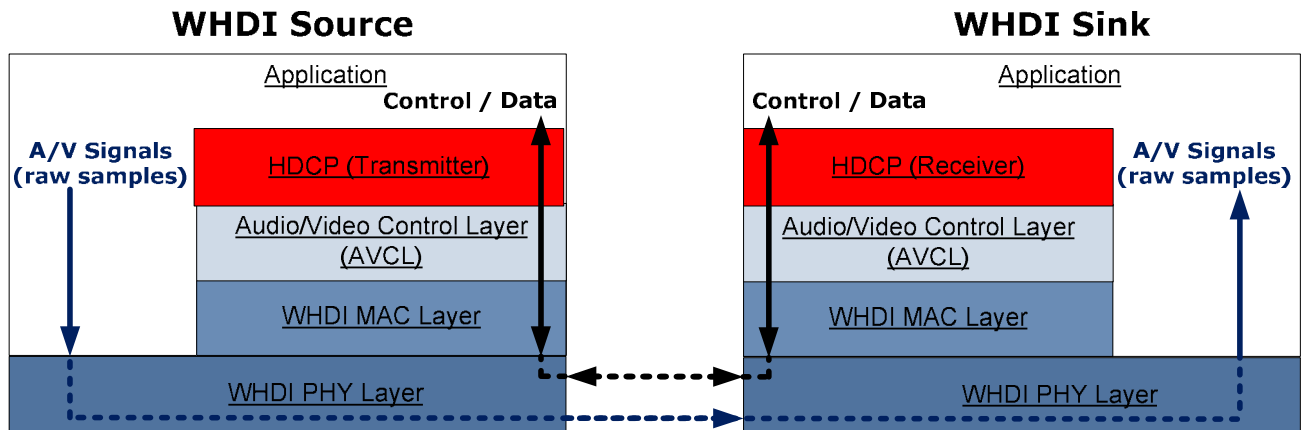 WHDI Source
WHDI Sink
Application
Control / Data
A/V Signals
(raw samples)
HDCP (Transmitter)
Audio/Video Control Layer
(AVCL)
WHDI MAC Layer
WHDI PHY Layer
Application
Control / Data
A/V Signals
(raw samples)
HDCP (Receiver)
Audio/Video Control Layer
(AVCL)
WHDI MAC Layer
WHDI PHY Layer